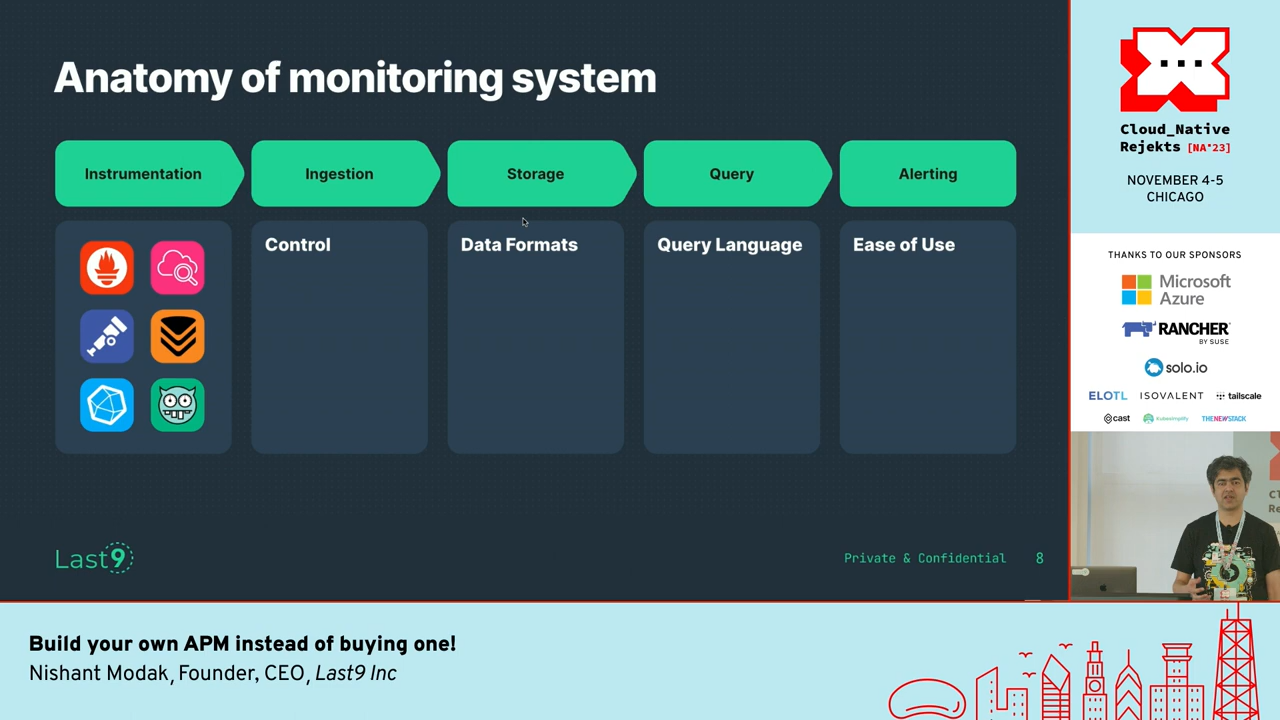 Anatomy of monitoring system
Instrumentation
Ingestion
Storage
Query
Alerting
Control
Data Formats
Query Language
Ease of Use
Last9
Private & Confidential 8
Cloud_Native
Rejekts [NA'23]
NOVEMBER 4-5
CHICAGO
THANKS TO OUR SPONSORS
Microsoft
Azure
RANCHER
BY SUSE
solo.io
ELOTL ISOVALENT tailscale
cast kubesimplify THENEWSTACK
Build your own APM instead of buying one!
Nishant Modak, Founder, CEO, Last9 Inc